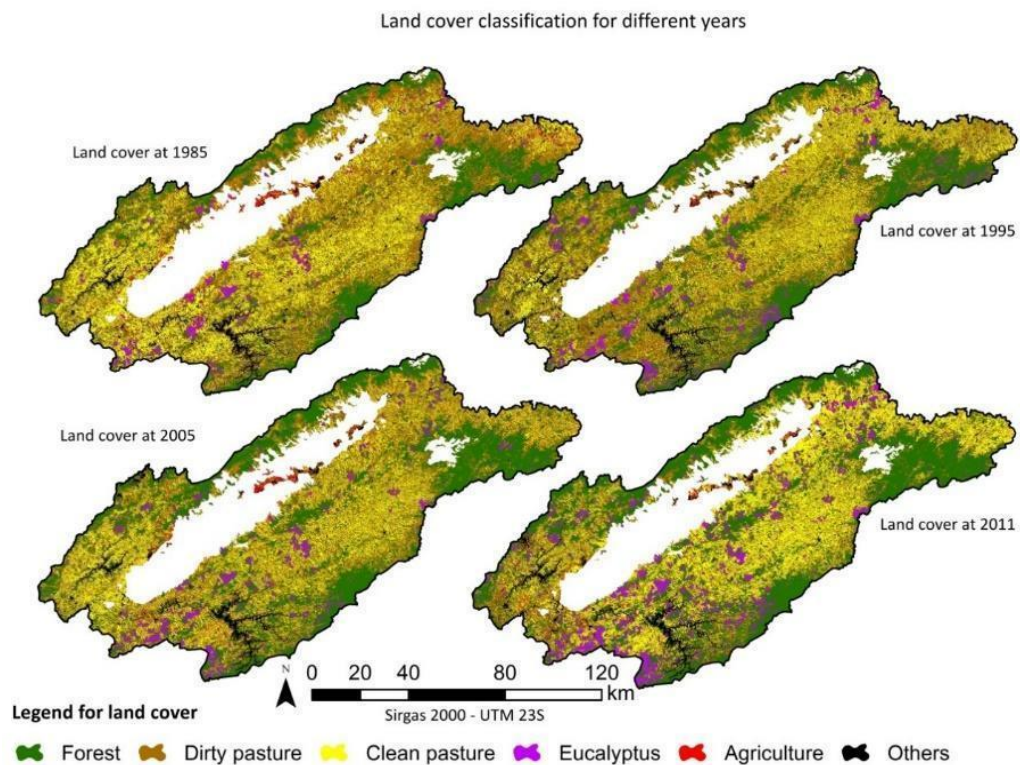 Land cover classification for different years
Land cover at 1985
Land cover at 1995
Land cover at 2005
Land cover at 2011
N
0 20 40 80 120
km
Sirgas 2000 - UTM 23S
Legend for land cover
Forest Dirty pasture Clean pasture Eucalyptus Agriculture Others